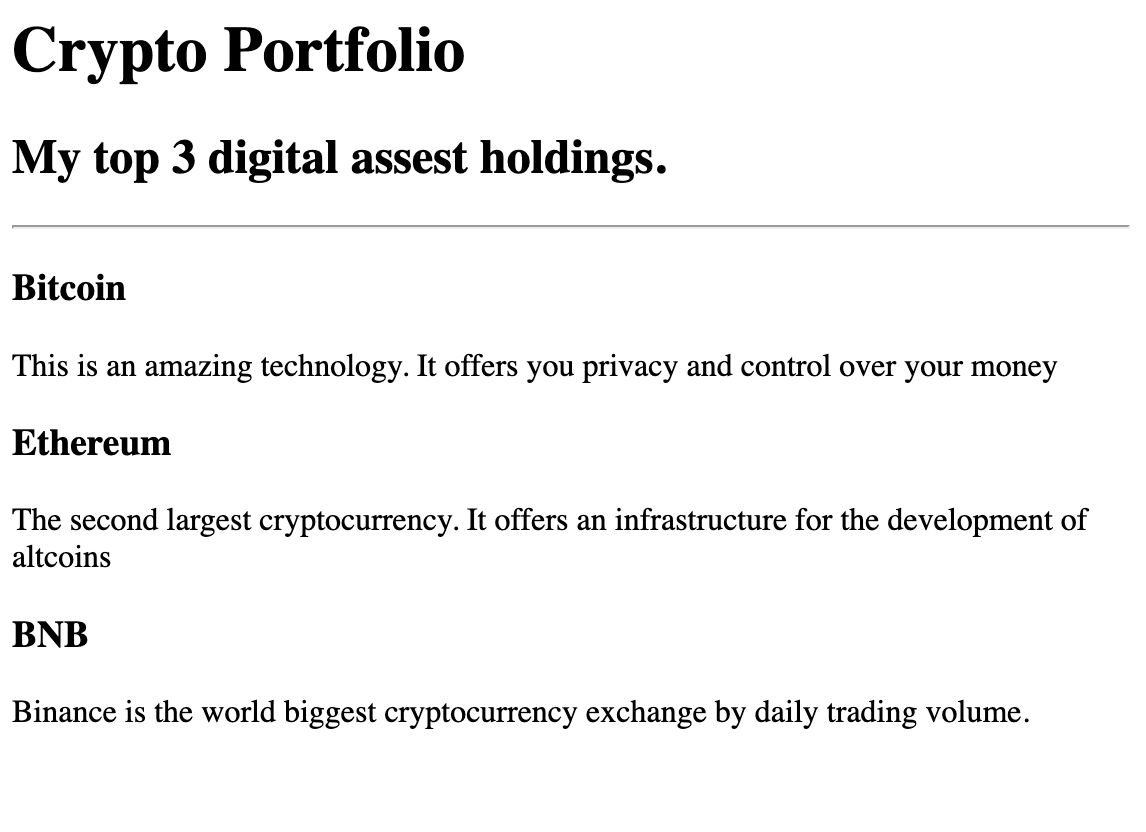 Crypto Portfolio
My top 3 digital assest holdings.
Bitcoin
This is an amazing technology. It offers you privacy and control over your money
Ethereum
The second largest cryptocurrency. It offers an infrastructure for the development of
altcoins
BNB
Binance is the world biggest cryptocurrency exchange by daily trading volume.